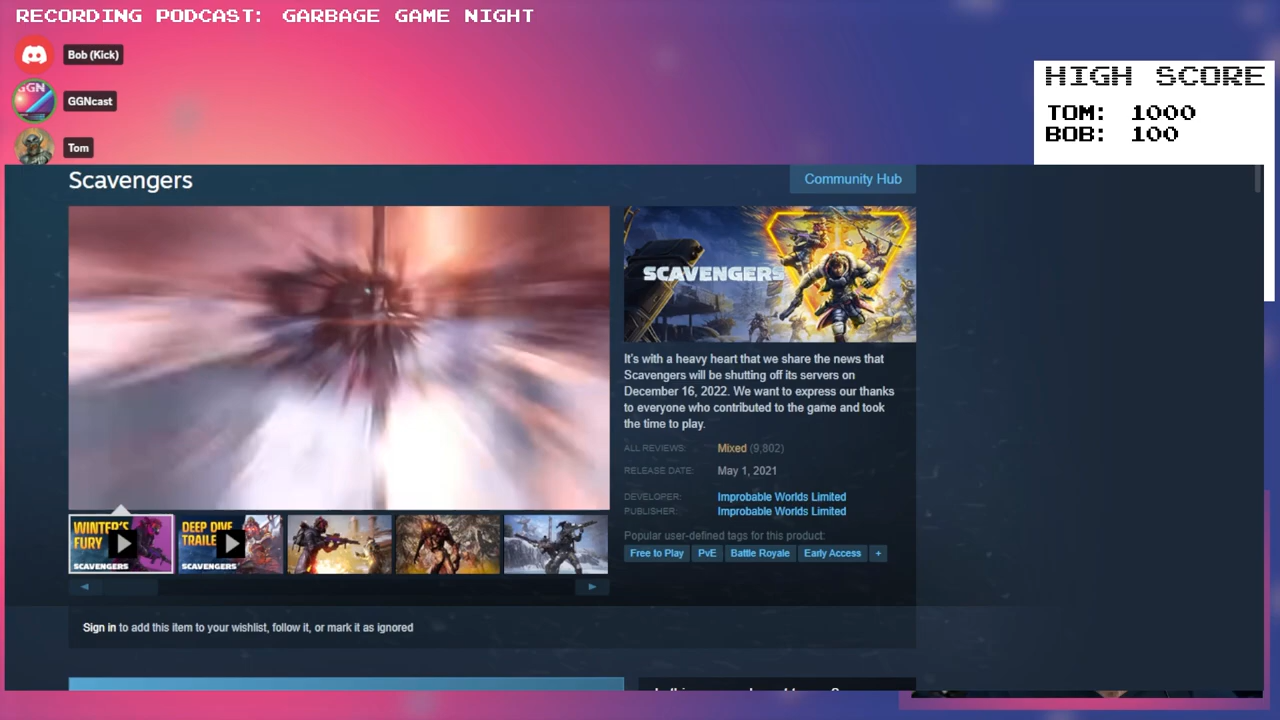 RECORDING PODCAST: GARBAGE GAME NIGHT
Bob (Kick)
GGN
GGNcast
Tom
HIGH SCORE
TOM: 1000
BOB: 100
Scavengers
Community Hub
SCAVENGERS
It's with a heavy heart that we share the news that
Scavengers will be shutting off its servers on
December 16, 2022. We want to express our thanks
to everyone who contributed to the game and took
the time to play.
ALL REVIEWS: Mixed (9,802)
RELEASE DATE: May 1, 2021
DEVELOPER: Improbable Worlds Limited
PUBLISHER: Improbable Worlds Limited
Popular user-defined tags for this product:
Free to Play PvE Battle Royale Early Access +
WINTER'S
FURY
SCAVENGERS
DEEP DIVE
TRAILE
SCAVENGERS
Sign in to add this item to your wishlist, follow it, or mark it as ignored